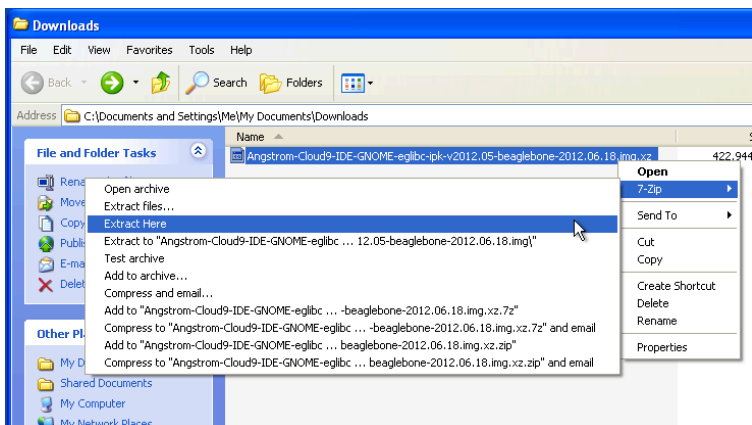 Downloads
File Edit View Favorites Tools Help
Back Search Folders
Address C:\Documents and Settings\Me\My Documents\Downloads
Name
File and Folder Tasks
Angstrom-Cloud9-IDE-GNOME-eglibc-ipk-v2012.05-beaglebone-2012.06.18.img.xz 422,944
Open
7-Zip
Send To
Cut
Copy
Create Shortcut
Delete
Rename
Properties
Open archive
Extract files...
Extract Here
Extract to "Angstrom-Cloud9-IDE-GNOME-eglibc ... 12.05-beaglebone-2012.06.18.img\"
Test archive
Add to archive...
Compress and email...
Add to "Angstrom-Cloud9-IDE-GNOME-eglibc ... -beaglebone-2012.06.18.img.xz.7z"
Compress to "Angstrom-Cloud9-IDE-GNOME-eglibc ... -beaglebone-2012.06.18.img.xz.7z" and email
Add to "Angstrom-Cloud9-IDE-GNOME-eglibc ... beaglebone-2012.06.18.img.xz.zip"
Compress to "Angstrom-Cloud9-IDE-GNOME-eglibc ... beaglebone-2012.06.18.img.xz.zip" and email
Move
Copy
Other Pl
My D
Shared Documents
My Computer
My Network Places